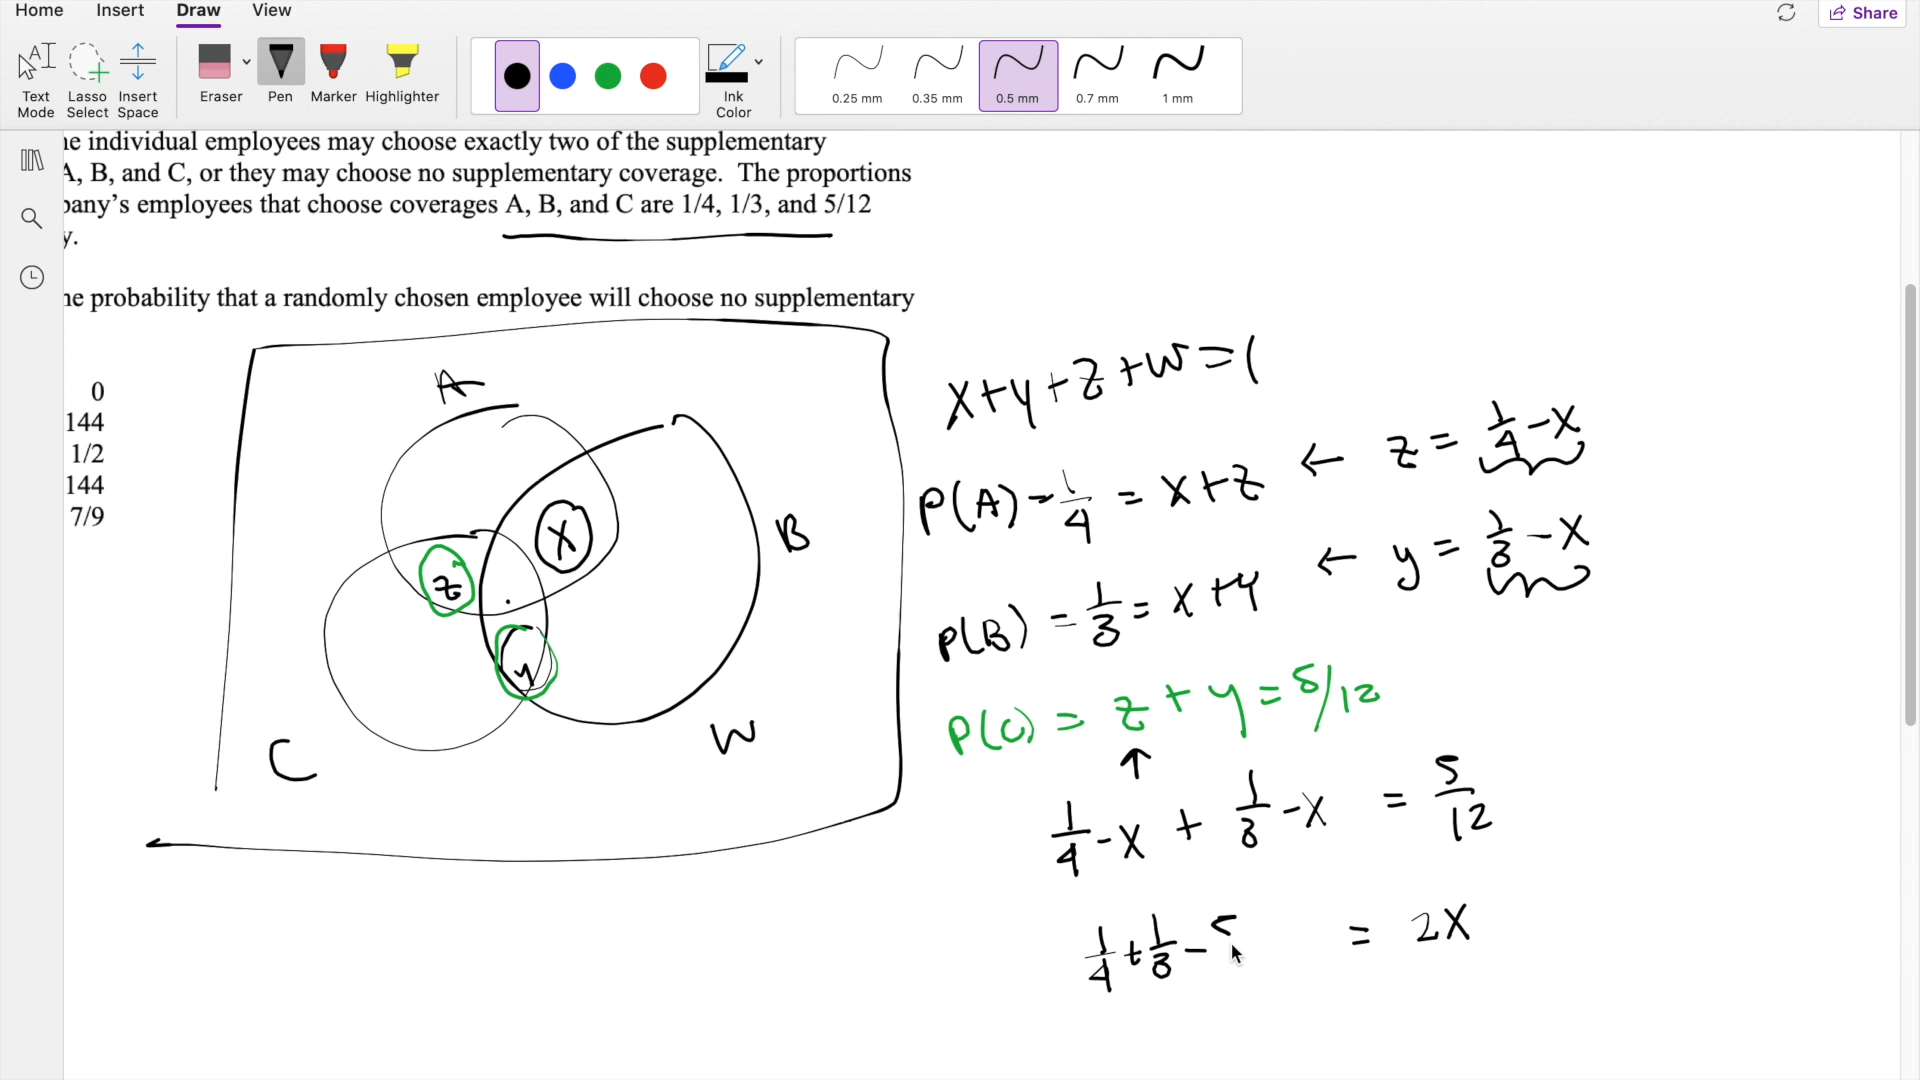 Home Insert Draw View Share
Text Mode Lasso Select Insert Space Eraser Pen Marker Highlighter Ink Color 0.25 mm 0.35 mm 0.5 mm 0.7 mm 1 mm
he individual employees may choose exactly two of the supplementary
A, B, and C, or they may choose no supplementary coverage. The proportions
pany's employees that choose coverages A, B, and C are 1/4, 1/3, and 5/12
y.
he probability that a randomly chosen employee will choose no supplementary
0
144
1/2
144
7/9
A
B
C
W
X
Z
y
X+y+z+W=1
P(A)=1/4 = X+Z ← z = 1/4 -X
P(B) = 1/3 = X+y ← y = 1/3 -X
P(C) = z + y = 5/12
↑
1/4 -X + 1/3 -X = 5/12
1/4 + 1/3 - 5 = 2X